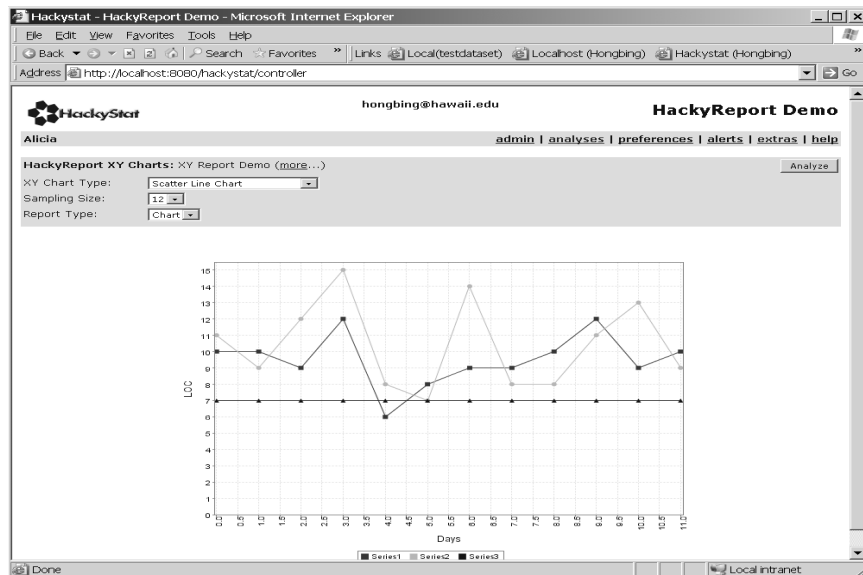 Hackystat - HackyReport Demo - Microsoft Internet Explorer
File Edit View Favorites Tools Help
Back Search Favorites » Links Local(testdataset) Localhost (Hongbing) Hackystat (Hongbing) »
Address http://localhost:8080/hackystat/controller Go
HackyStat
hongbing@hawaii.edu
HackyReport Demo
Alicia
admin | analyses | preferences | alerts | extras | help
HackyReport XY Charts: XY Report Demo (more...)
Analyze
XY Chart Type: Scatter Line Chart
Sampling Size: 12
Report Type: Chart
15
14
13
12
11
10
9
8
7
6
5
4
3
2
1
0
LOC
0.0 0.5 1.0 1.5 2.0 2.5 3.0 3.5 4.0 4.5 5.0 5.5 6.0 6.5 7.0 7.5 8.0 8.5 9.0 9.5 10.0 10.5 11.0
Days
Series1 Series2 Series3
Done
Local intranet